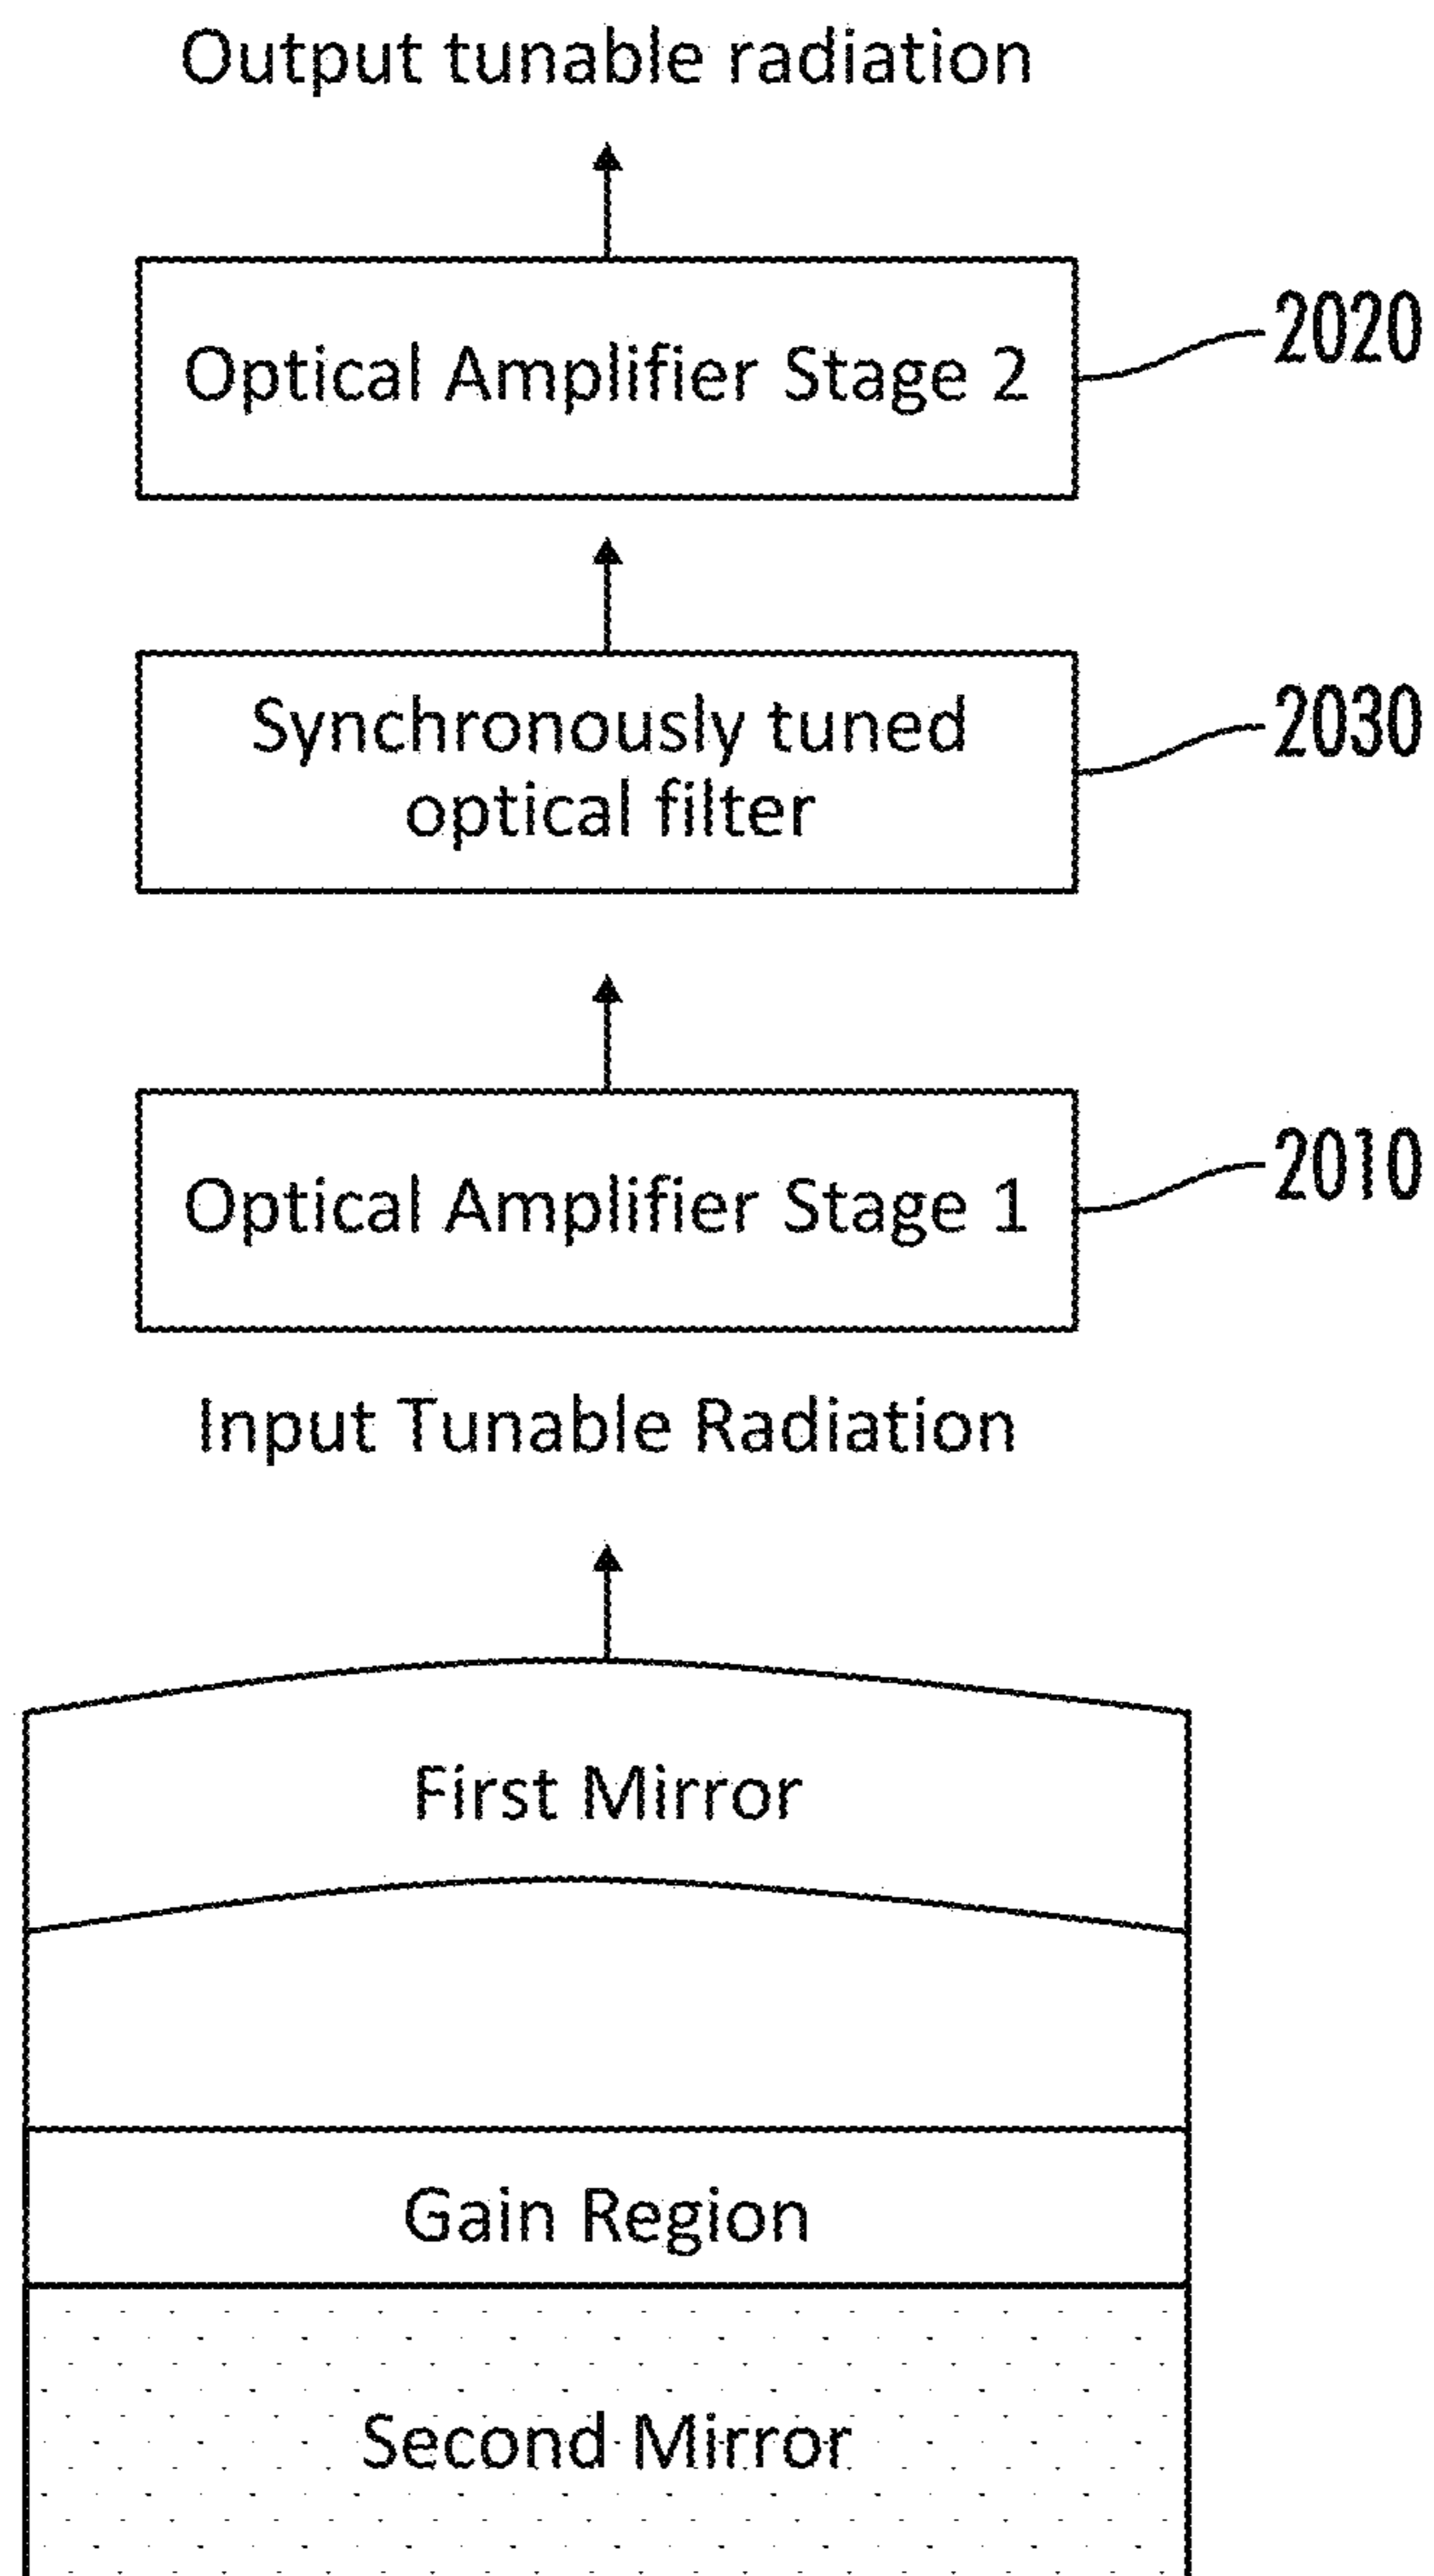 Output tunable radiation
Optical Amplifier Stage 2
2020
Synchronously tuned
optical filter
2030
Optical Amplifier Stage 1
2010
Input Tunable Radiation
First Mirror
Gain Region
Second Mirror